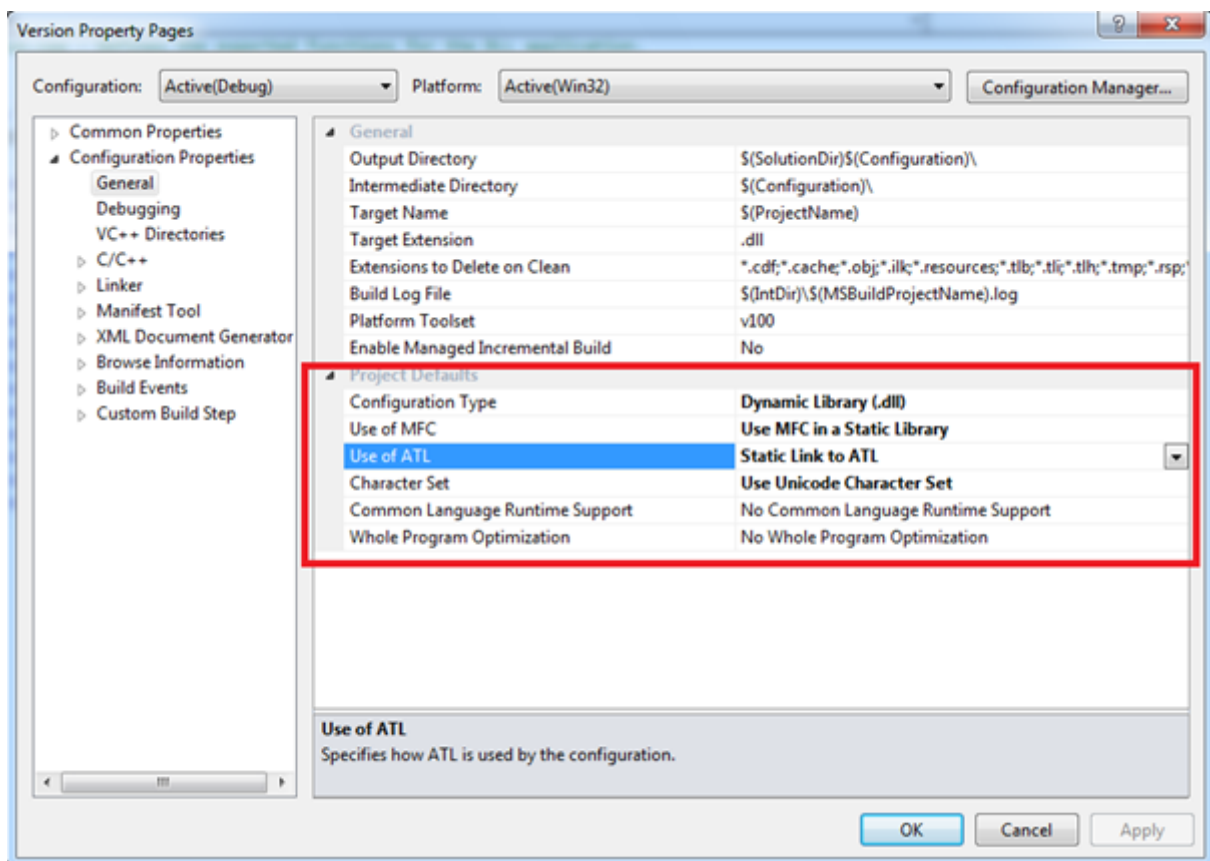 Version Property Pages
Configuration: Active(Debug) Platform: Active(Win32) Configuration Manager...
Common Properties
Configuration Properties
General
Debugging
VC++ Directories
C/C++
Linker
Manifest Tool
XML Document Generator
Browse Information
Build Events
Custom Build Step
General
Output Directory $(SolutionDir)$(Configuration)\
Intermediate Directory $(Configuration)\
Target Name $(ProjectName)
Target Extension .dll
Extensions to Delete on Clean *.cdf;*.cache;*.obj;*.ilk;*.resources;*.tlb;*.tli;*.tlh;*.tmp;*.rsp;
Build Log File $(IntDir)\$(MSBuildProjectName).log
Platform Toolset v100
Enable Managed Incremental Build No
Project Defaults
Configuration Type Dynamic Library (.dll)
Use of MFC Use MFC in a Static Library
Use of ATL Static Link to ATL
Character Set Use Unicode Character Set
Common Language Runtime Support No Common Language Runtime Support
Whole Program Optimization No Whole Program Optimization
Use of ATL
Specifies how ATL is used by the configuration.
OK Cancel Apply